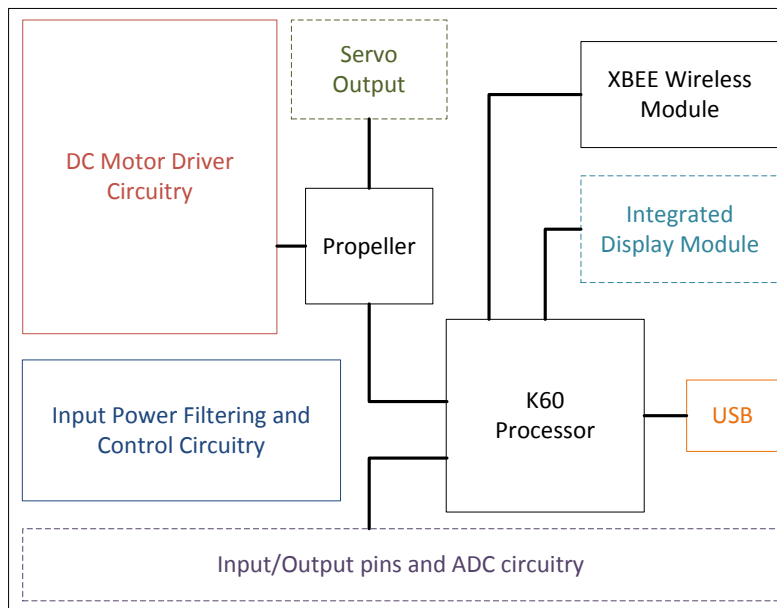 Servo
Output
XBEE Wireless
Module
DC Motor Driver
Circuitry
Integrated
Display Module
Propeller
Input Power Filtering and
Control Circuitry
K60
Processor
USB
Input/Output pins and ADC circuitry